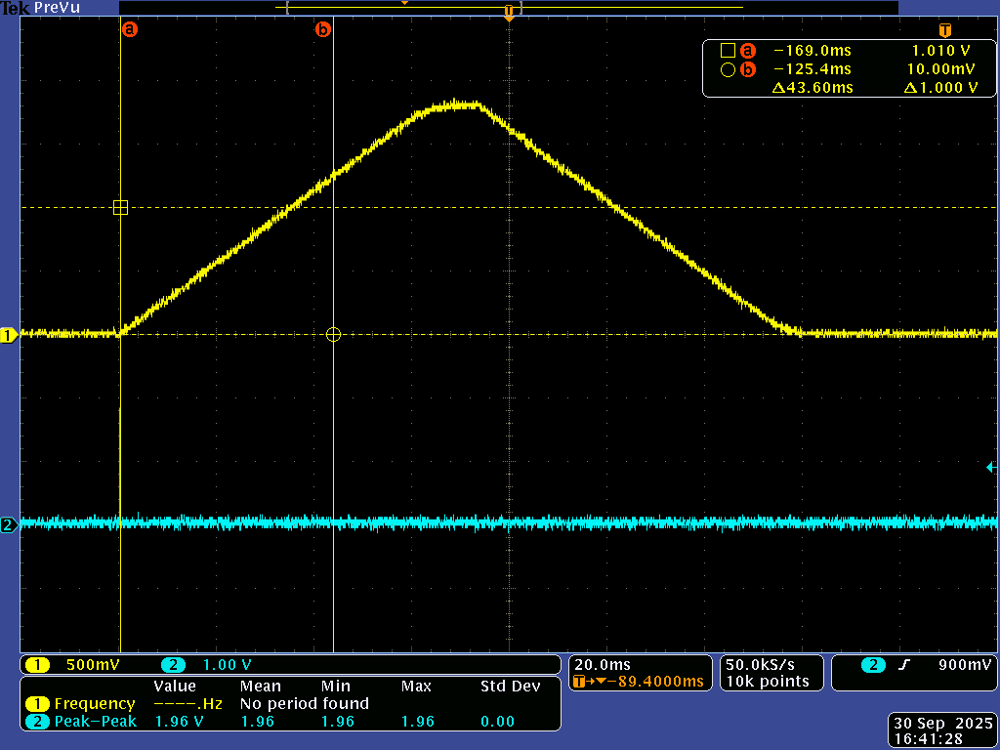 Tek PreVu
T
a b T
a −169.0ms 1.010 V
b −125.4ms 10.00mV
Δ43.60ms Δ1.000 V
1
2
1 500mV 2 1.00 V 20.0ms 50.0kS/s 2 900mV
T→▼−89.4000ms 10k points
Value Mean Min Max Std Dev
1 Frequency −−−−.Hz No period found
2 Peak−Peak 1.96 V 1.96 1.96 1.96 0.00
30 Sep 2025
16:41:28